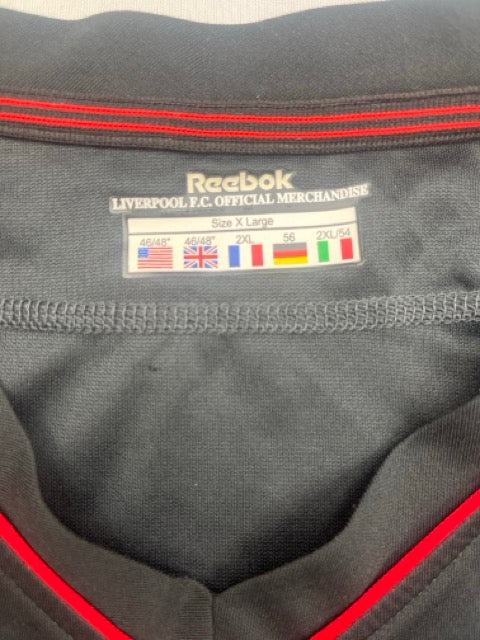 Reebok
LIVERPOOL F.C. OFFICIAL MERCHANDISE
Size X Large
46/48" 46/48" 2XL 56 2XL/54